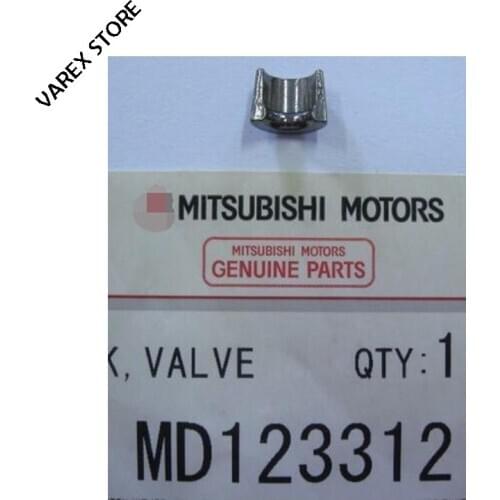 VAREX STORE
MITSUBISHI MOTORS
MITSUBISHI MOTORS
GENUINE PARTS
K, VALVE QTY:1
MD123312